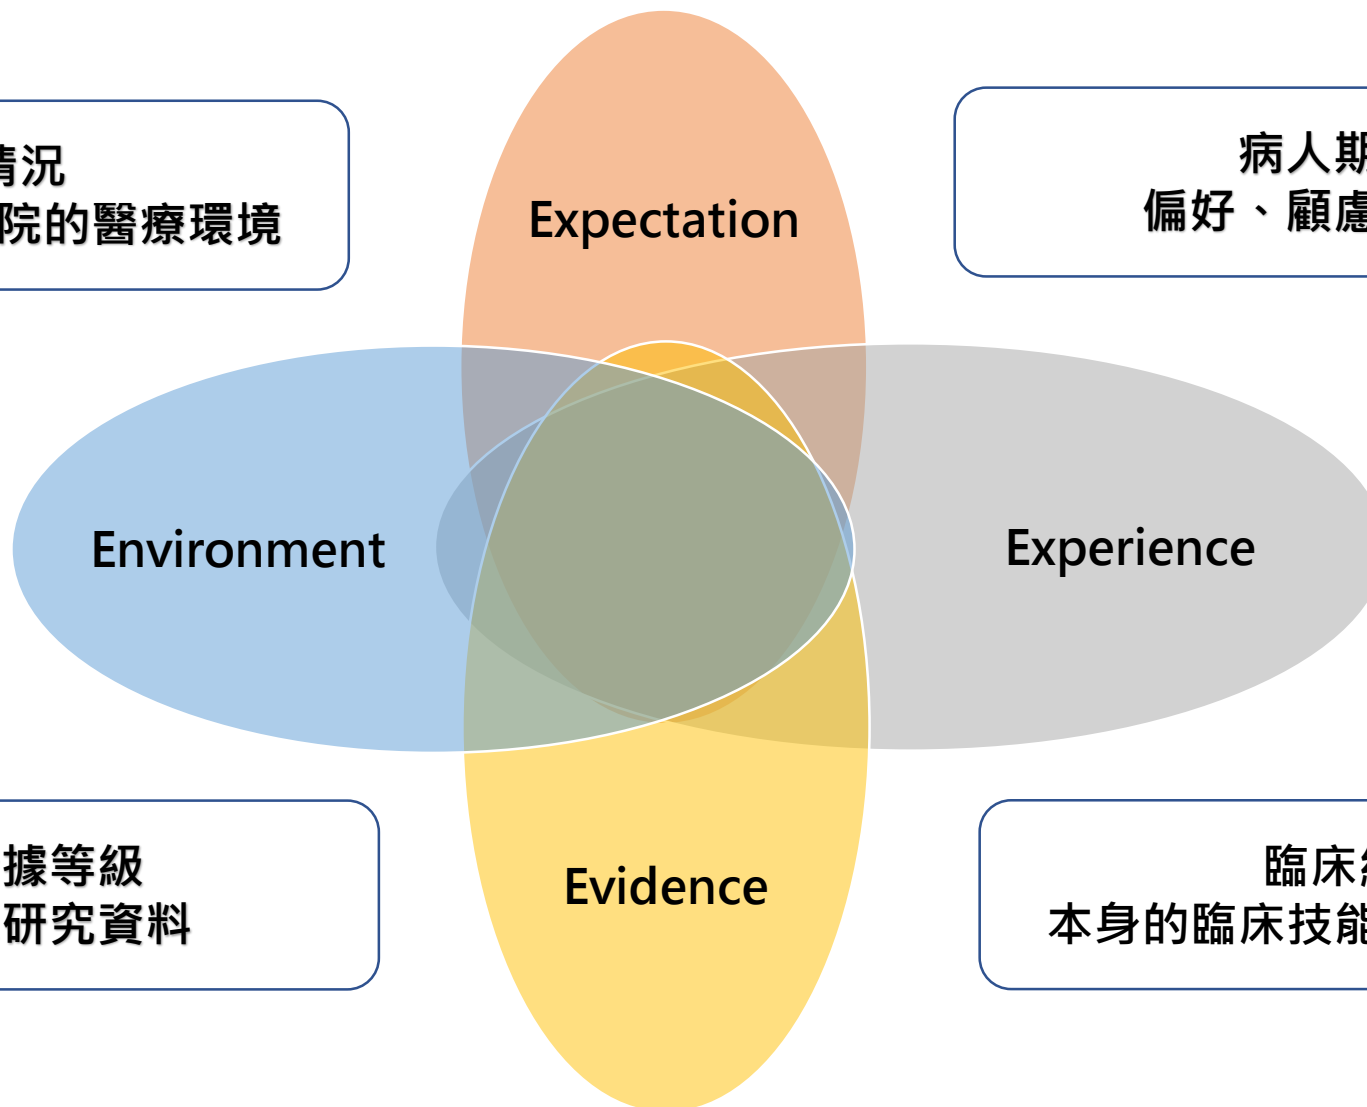 情況
院的醫療環境
Expectation
病人期
偏好、顧慮
Environment
Experience
據等級
研究資料
Evidence
臨床
本身的臨床技能